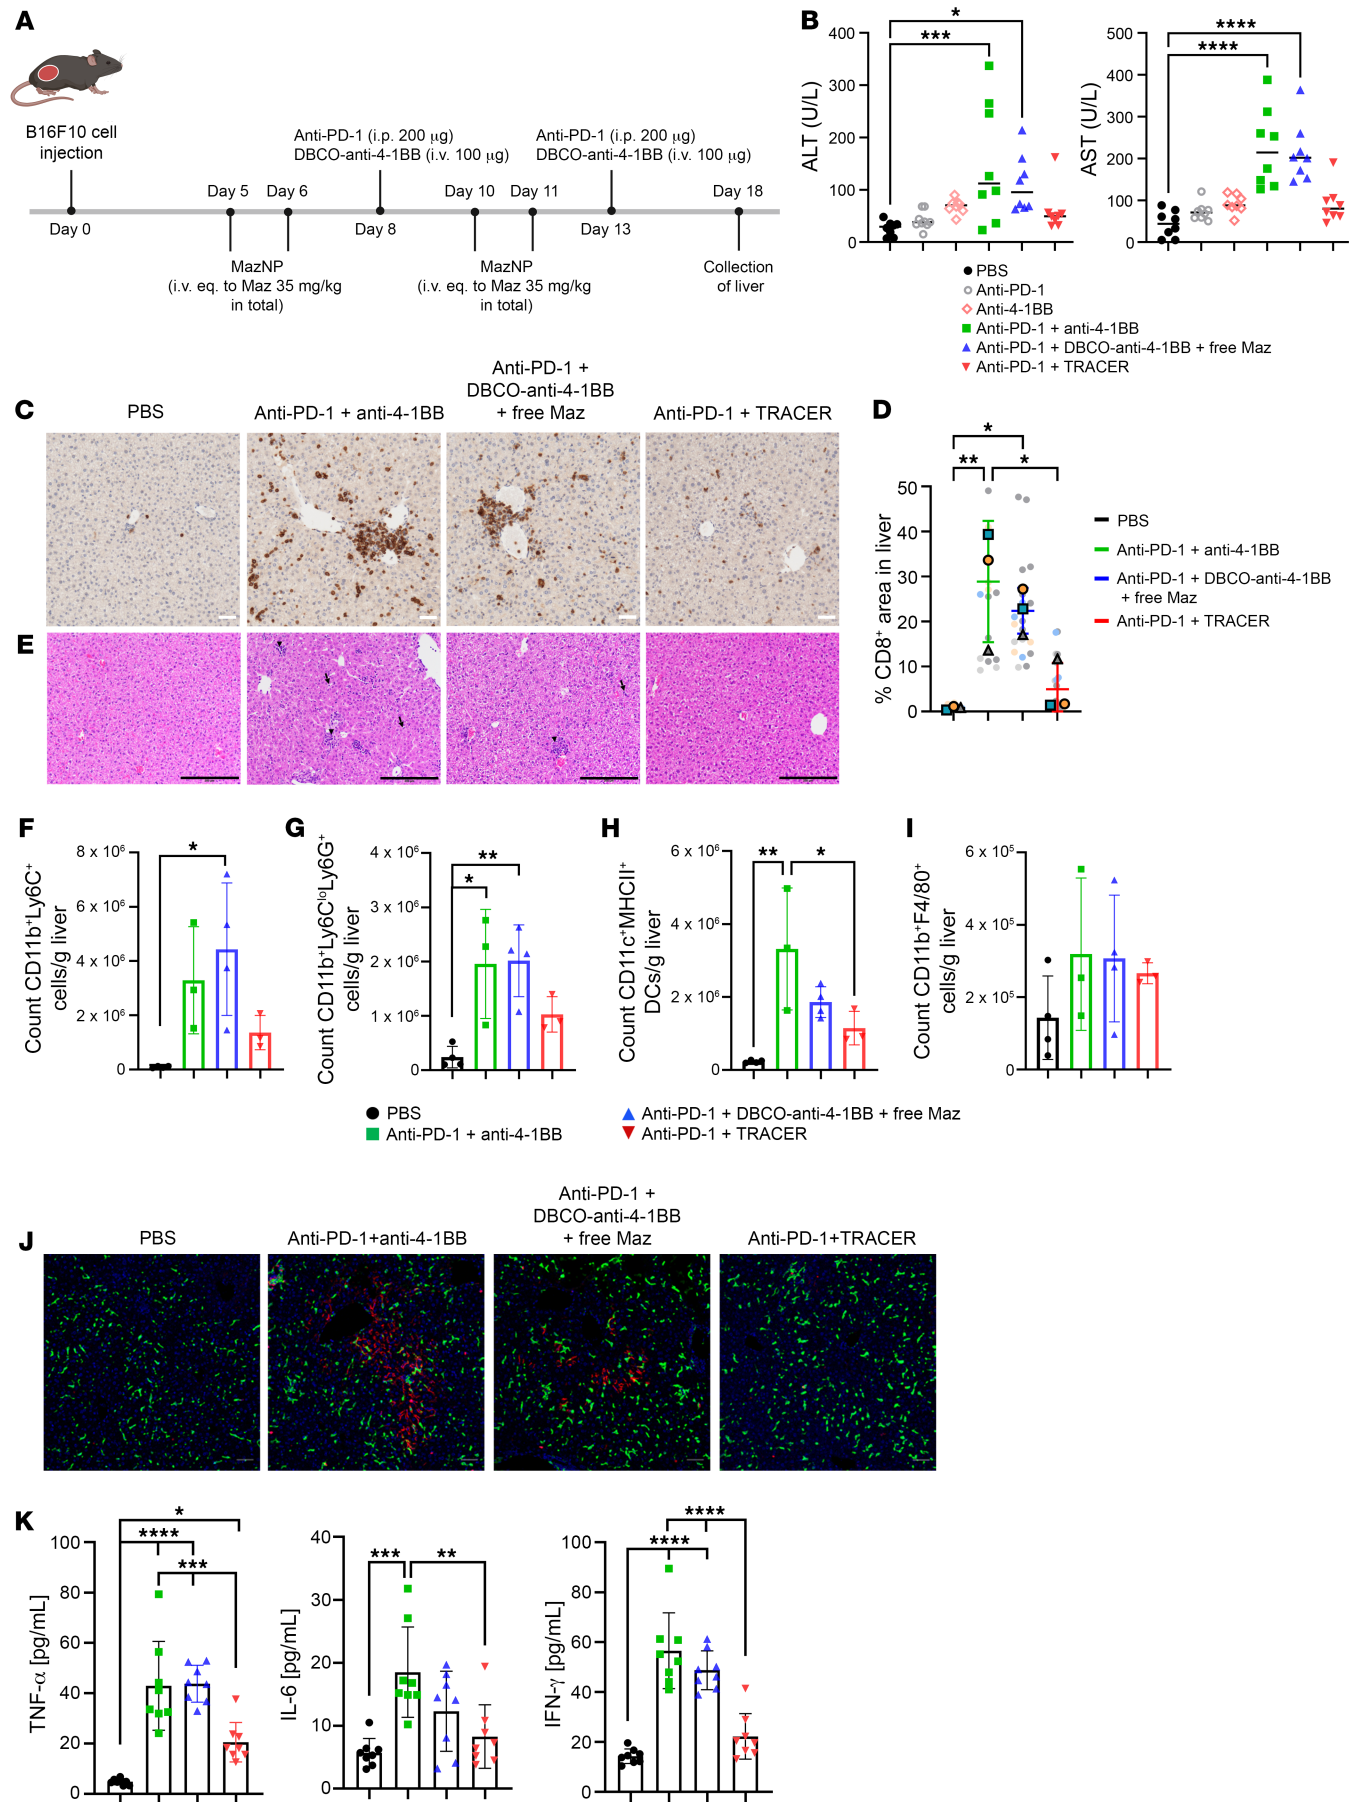 A
B16F10 cell
injection
Anti-PD-1 (i.p. 200 μg)
DBCO-anti-4-1BB (i.v. 100 μg)
Anti-PD-1 (i.p. 200 μg)
DBCO-anti-4-1BB (i.v. 100 μg)
Day 5
Day 6
Day 10
Day 11
Day 18
Day 0
Day 8
Day 13
MazNP
(i.v. eq. to Maz 35 mg/kg
in total)
MazNP
(i.v. eq. to Maz 35 mg/kg
in total)
Collection
of liver
B
ALT (U/L)
400
300
200
100
0
*
***
AST (U/L)
500
400
300
200
100
0
****
****
PBS
Anti-PD-1
Anti-4-1BB
Anti-PD-1 + anti-4-1BB
Anti-PD-1 + DBCO-anti-4-1BB + free Maz
Anti-PD-1 + TRACER
C
PBS
Anti-PD-1 + anti-4-1BB
Anti-PD-1 +
DBCO-anti-4-1BB
+ free Maz
Anti-PD-1 + TRACER
D
% CD8⁺ area in liver
50
40
30
20
10
0
*
**
*
PBS
Anti-PD-1 + anti-4-1BB
Anti-PD-1 + DBCO-anti-4-1BB
+ free Maz
Anti-PD-1 + TRACER
E
F
Count CD11b⁺Ly6C⁺
cells/g liver
8 x 10⁶
6 x 10⁶
4 x 10⁶
2 x 10⁶
0
*
G
Count CD11b⁺Ly6CˡᵒLy6G⁺
cells/g liver
4 x 10⁶
3 x 10⁶
2 x 10⁶
1 x 10⁶
0
**
*
H
Count CD11c⁺MHCII⁺
DCs/g liver
6 x 10⁶
4 x 10⁶
2 x 10⁶
0
**
*
I
Count CD11b⁺F4/80⁺
cells/g liver
6 x 10⁵
4 x 10⁵
2 x 10⁵
0
PBS
Anti-PD-1 + anti-4-1BB
Anti-PD-1 + DBCO-anti-4-1BB + free Maz
Anti-PD-1 + TRACER
J
PBS
Anti-PD-1+anti-4-1BB
Anti-PD-1 +
DBCO-anti-4-1BB
+ free Maz
Anti-PD-1+TRACER
K
TNF-α [pg/mL]
100
80
60
40
20
0
*
****
***
IL-6 [pg/mL]
40
30
20
10
0
***
**
IFN-γ [pg/mL]
100
80
60
40
20
0
****
****